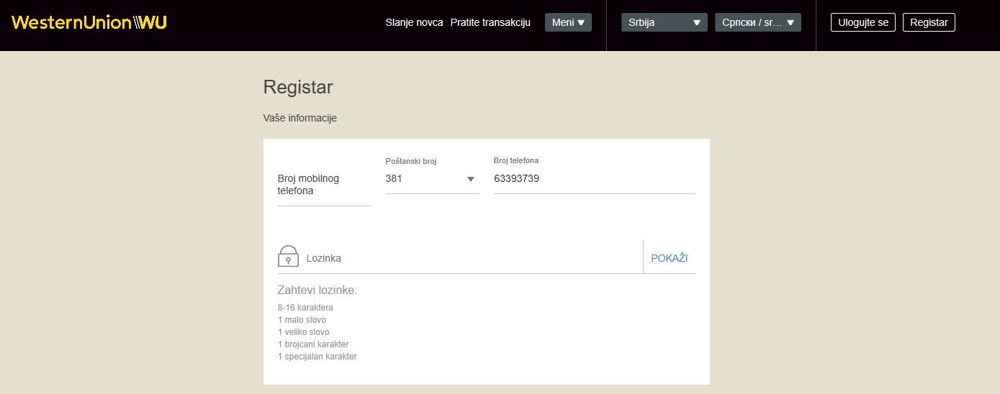 WesternUnion WU
Slanje novca Pratite transakciju Meni Srbija Српски / sr... Ulogujte se Registar
Registar
Vaše informacije
Poštanski broj Broj telefona
Broj mobilnog 381 63393739
telefona
Lozinka POKAŽI
Zahtevi lozinke:
8-16 karaktera
1 malo slovo
1 veliko slovo
1 brojcani karakter
1 specijalan karakter